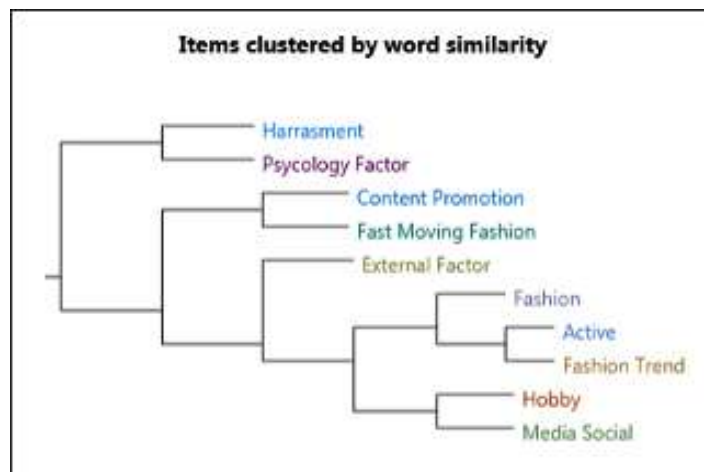 Items clustered by word similarity
Harrasment
Psycology Factor
Content Promotion
Fast Moving Fashion
External Factor
Fashion
Active
Fashion Trend
Hobby
Media Social